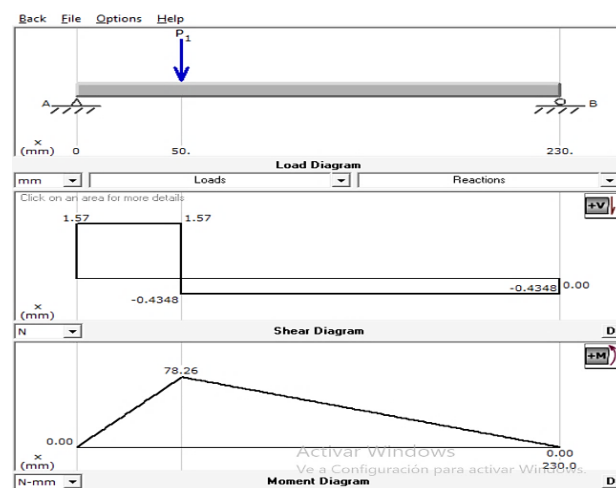 Back File Options Help
P1
A B
x
(mm) 0 50. 230.
Load Diagram
mm Loads Reactions
Click on an area for more details
+V
1.57 1.57
-0.4348 -0.4348 0.00
x
(mm)
N Shear Diagram D
+M
78.26
0.00 0.00
x
(mm) 230.0
Activar Windows
Ve a Configuración para activar Windows.
N-mm Moment Diagram D